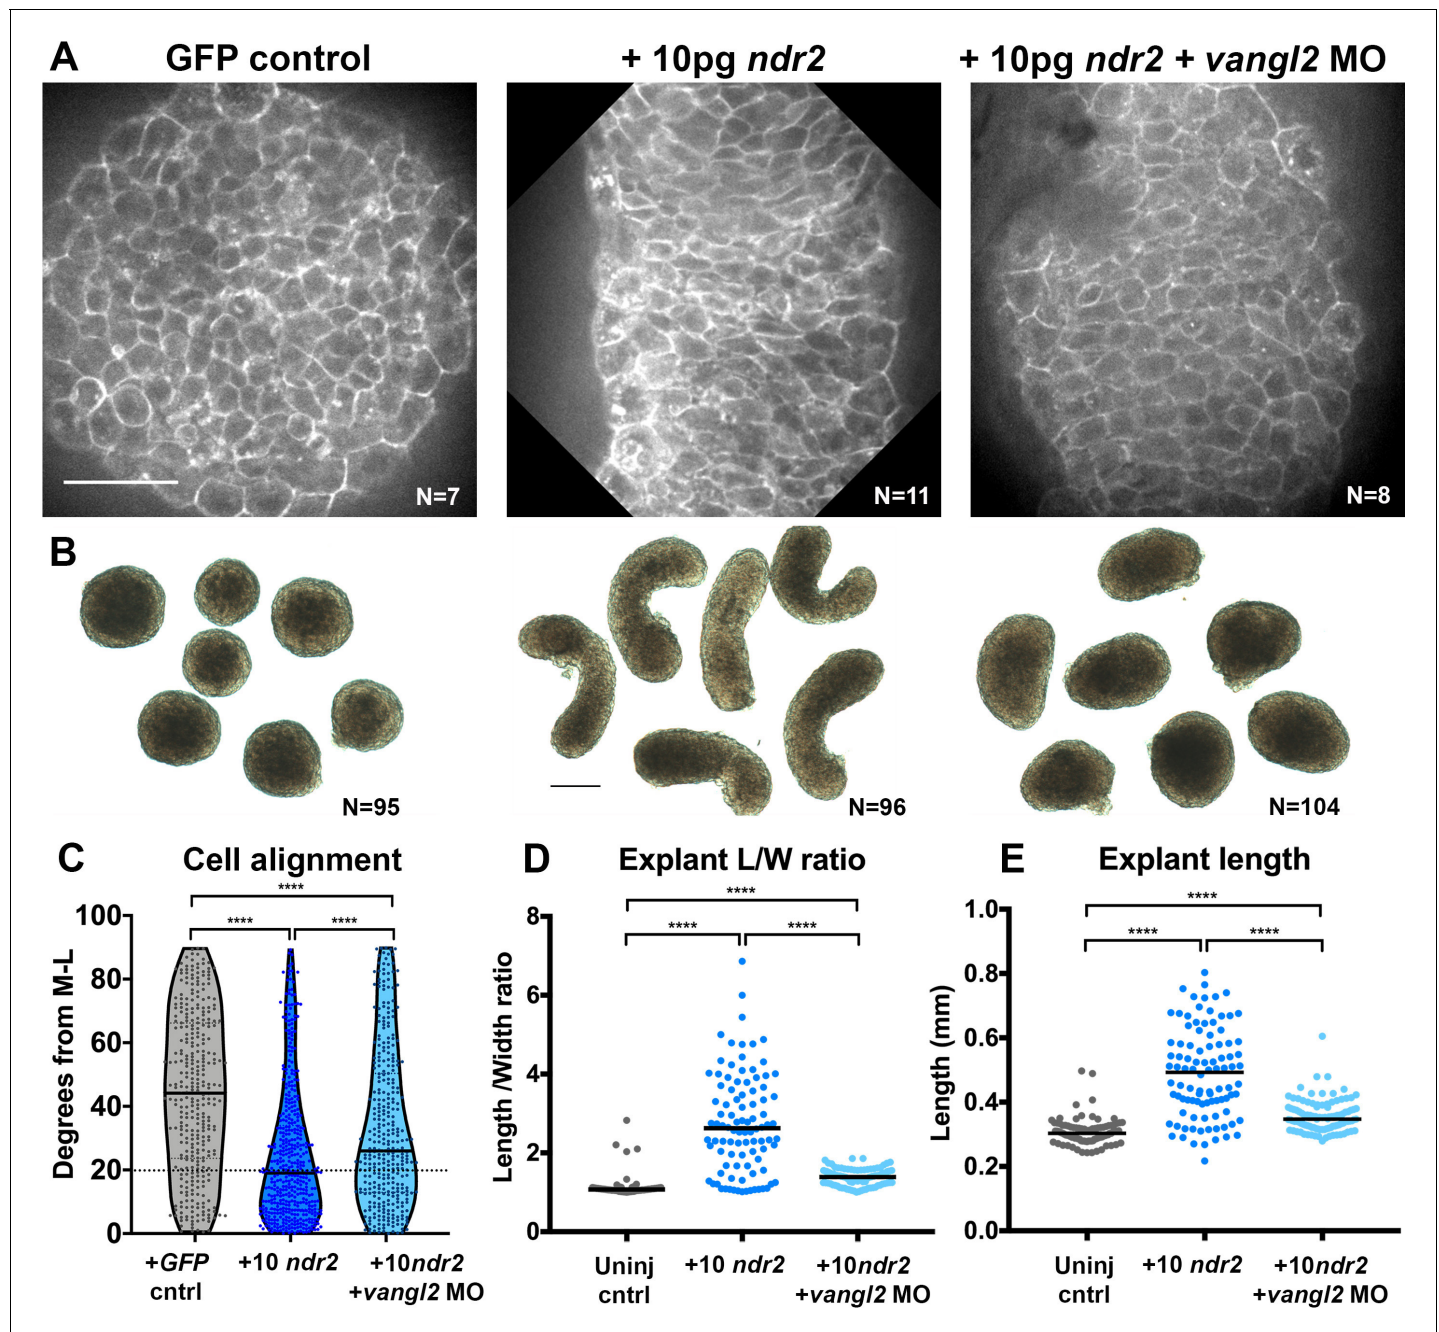 A
GFP control
+ 10pg ndr2
+ 10pg ndr2 + vangl2 MO
N=7
N=11
N=8
B
N=95
N=96
N=104
C
Cell alignment
****
****
****
Degrees from M-L
100
80
60
40
20
0
+GFP
cntrl
+10 ndr2
+10ndr2
+vangl2 MO
D
Explant L/W ratio
****
****
****
Length /Width ratio
8
6
4
2
0
Uninj
cntrl
+10 ndr2
+10ndr2
+vangl2 MO
E
Explant length
****
****
****
Length (mm)
1.0
0.8
0.6
0.4
0.2
0.0
Uninj
cntrl
+10 ndr2
+10ndr2
+vangl2 MO